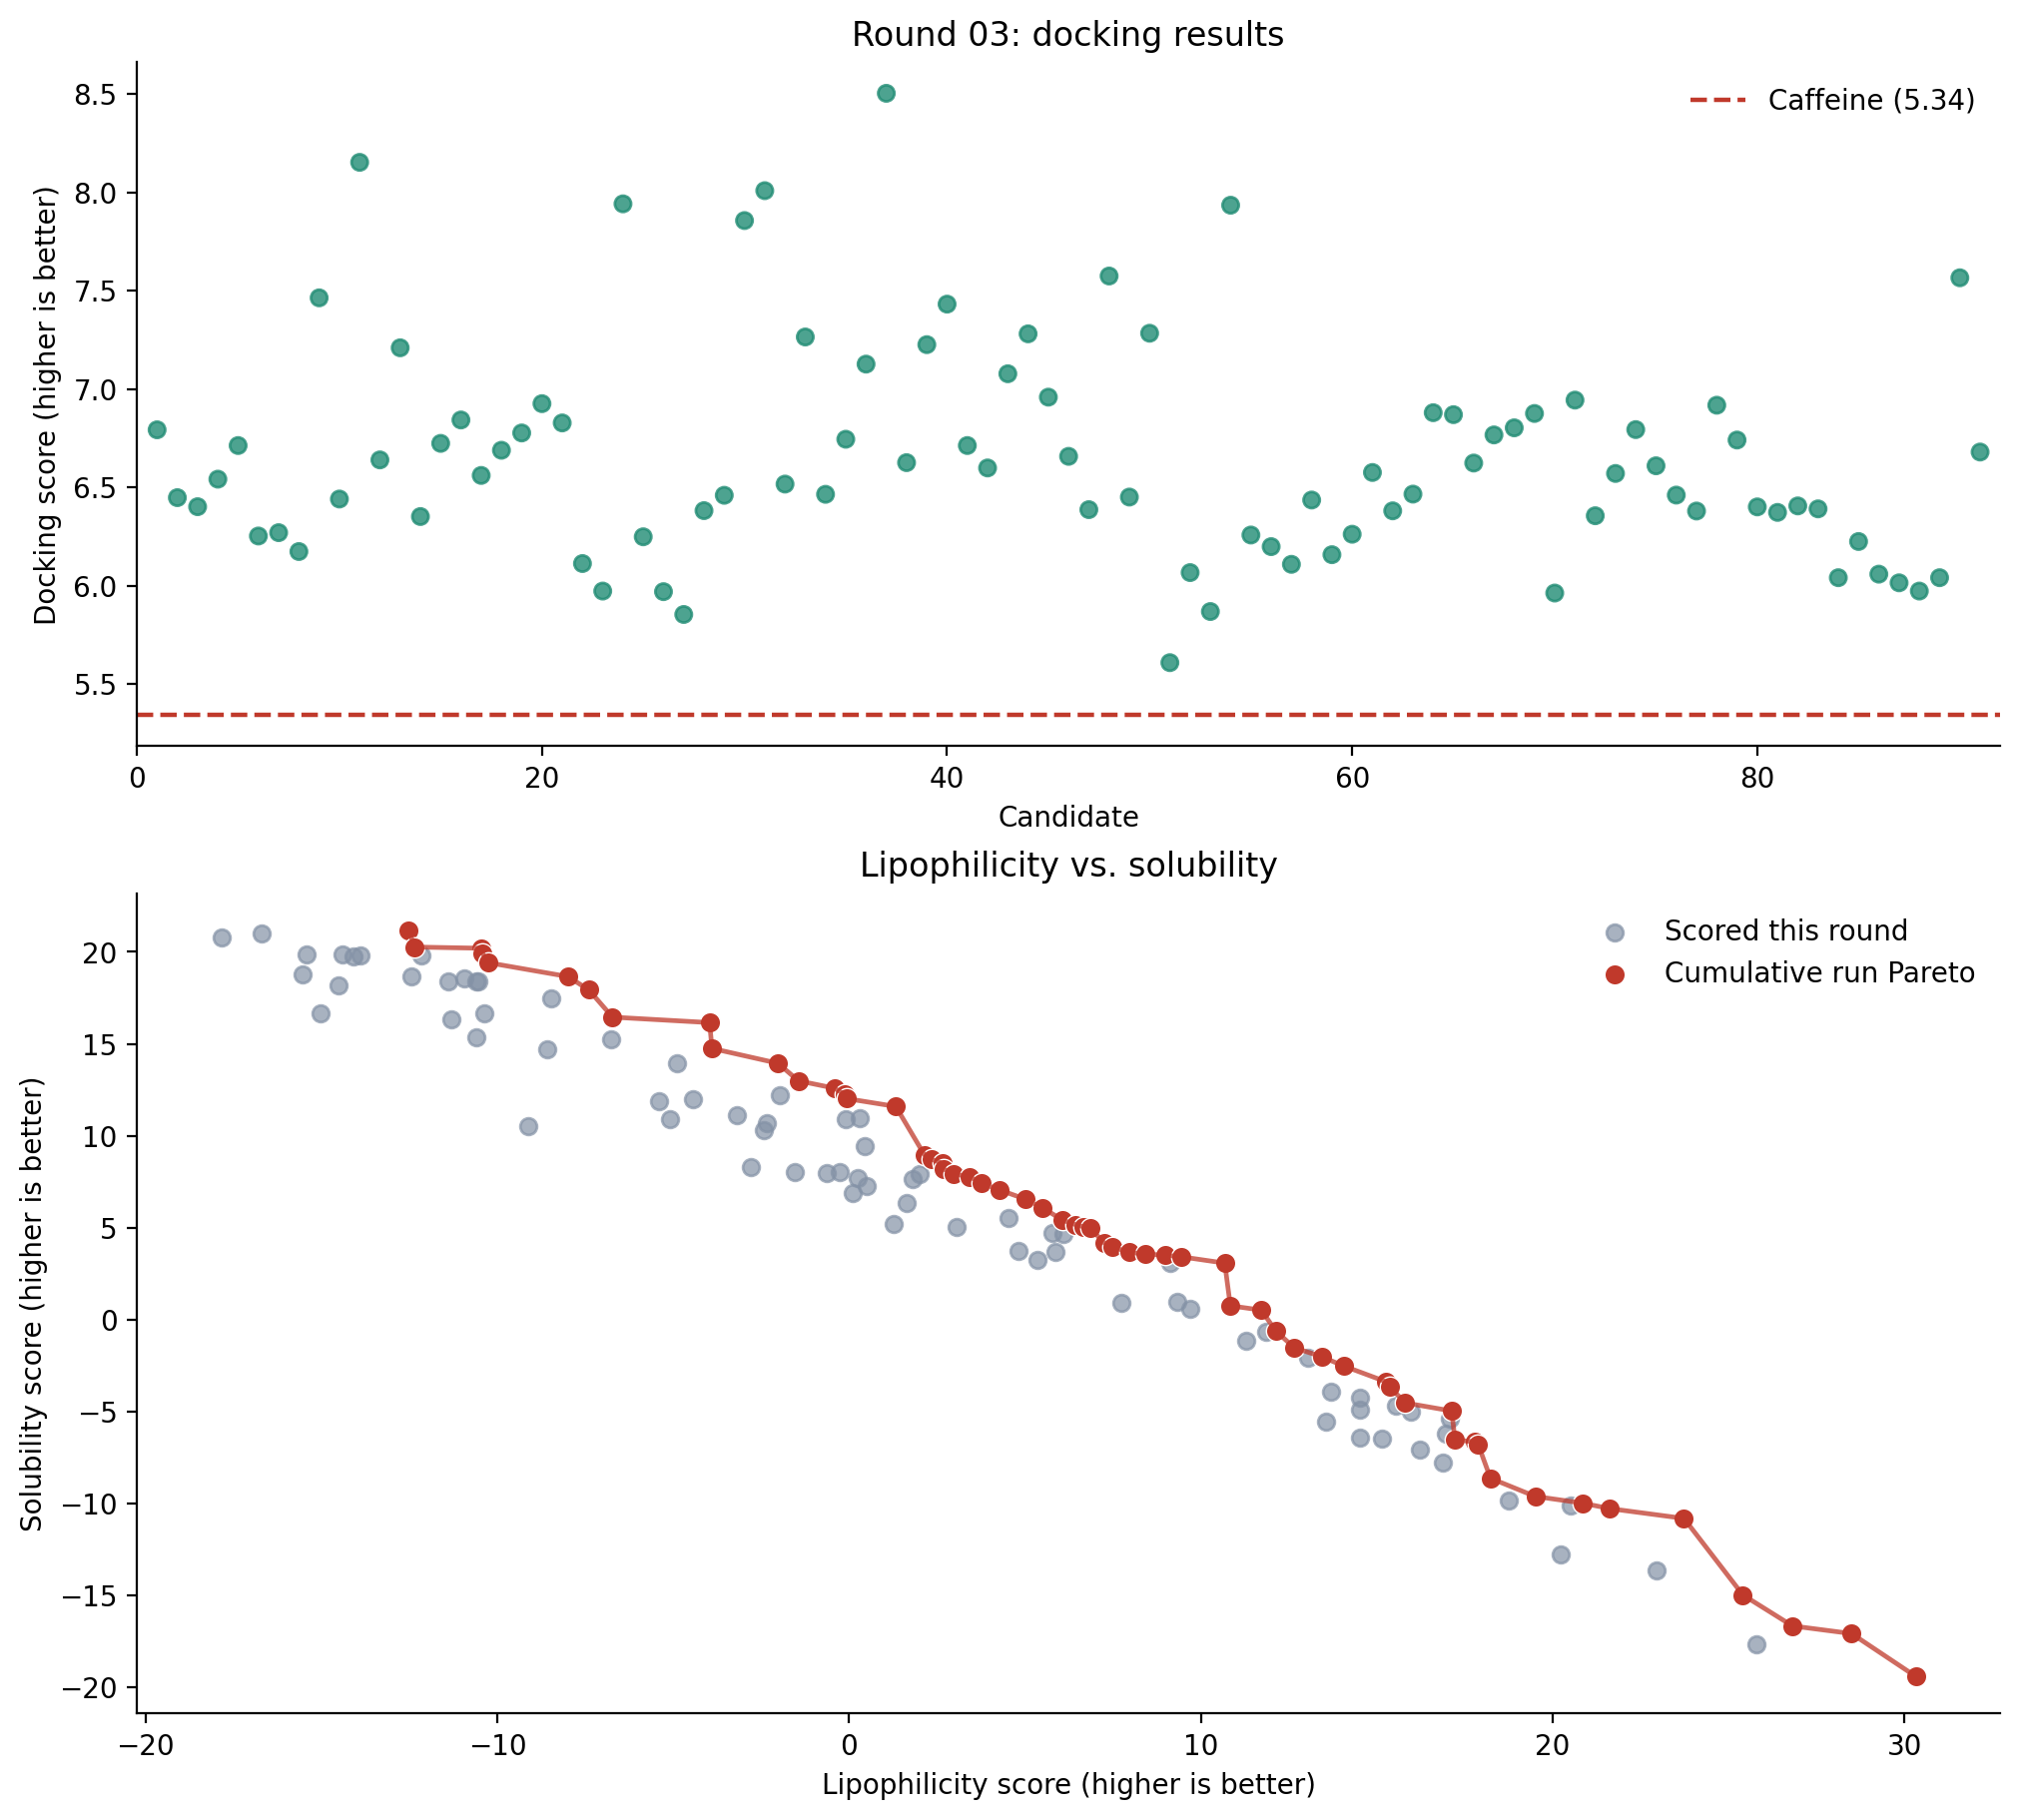 Round 03: docking results
Docking score (higher is better)
8.5
8.0
7.5
7.0
6.5
6.0
5.5
Caffeine (5.34)
0 20 40 60 80
Candidate
Lipophilicity vs. solubility
Solubility score (higher is better)
20
15
10
5
0
−5
−10
−15
−20
Scored this round
Cumulative run Pareto
−20 −10 0 10 20 30
Lipophilicity score (higher is better)